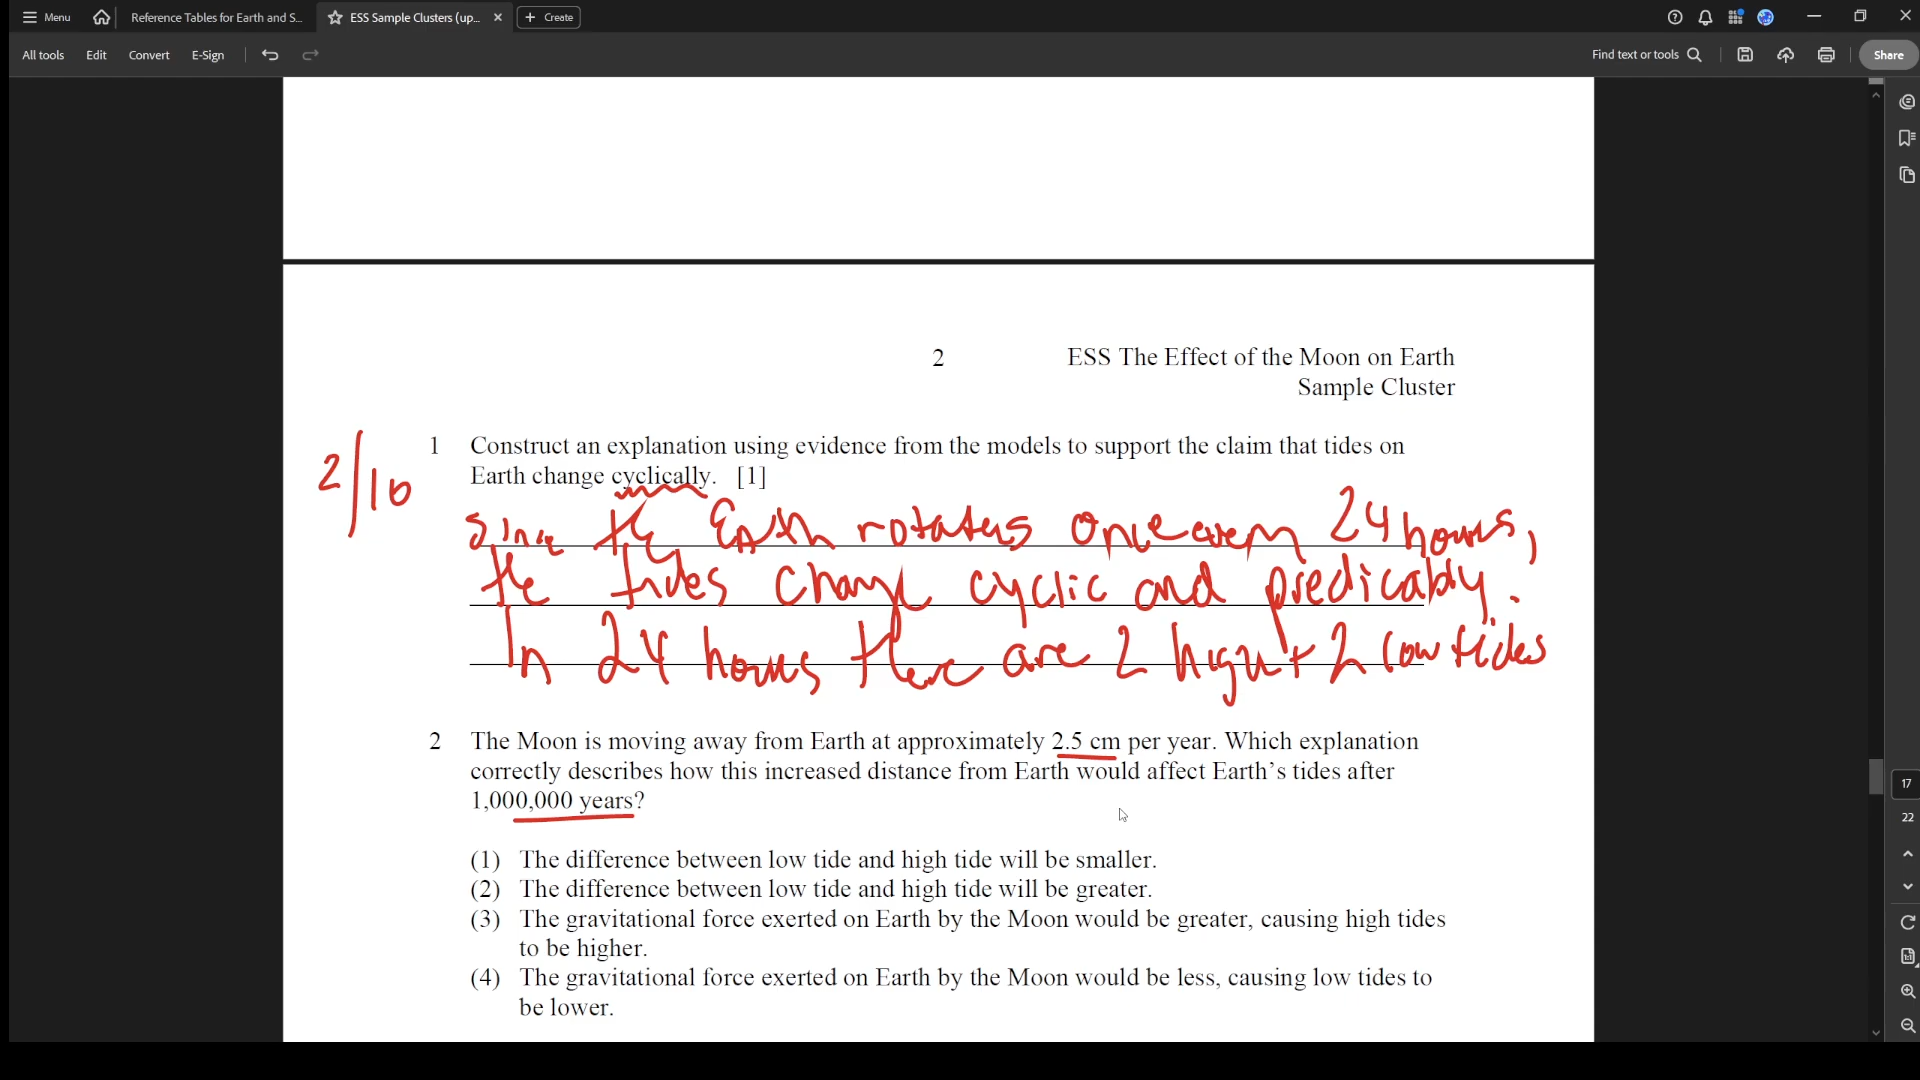 Menu
Reference Tables for Earth and S...
ESS Sample Clusters (up...
Create
All tools
Edit
Convert
E-Sign
Find text or tools
Share
2 ESS The Effect of the Moon on Earth
Sample Cluster
2/10
1 Construct an explanation using evidence from the models to support the claim that tides on
Earth change cyclically. [1]
Since the Earth rotates once every 24 hours,
the tides change cyclic and predicably.
In 24 hours there are 2 high + 2 low tides
2 The Moon is moving away from Earth at approximately 2.5 cm per year. Which explanation
correctly describes how this increased distance from Earth would affect Earth's tides after
1,000,000 years?
(1) The difference between low tide and high tide will be smaller.
(2) The difference between low tide and high tide will be greater.
(3) The gravitational force exerted on Earth by the Moon would be greater, causing high tides
to be higher.
(4) The gravitational force exerted on Earth by the Moon would be less, causing low tides to
be lower.
17
22